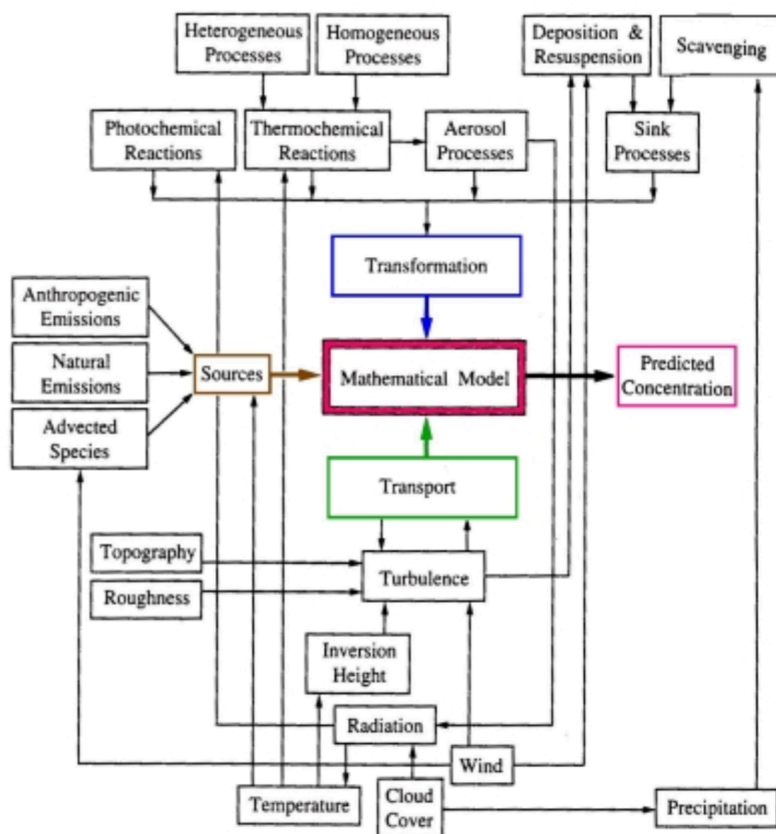 Heterogeneous
Processes
Homogeneous
Processes
Deposition &
Resuspension
Scavenging
Photochemical
Reactions
Thermochemical
Reactions
Aerosol
Processes
Sink
Processes
Transformation
Anthropogenic
Emissions
Natural
Emissions
Sources
Mathematical Model
Predicted
Concentration
Advected
Species
Transport
Topography
Turbulence
Roughness
Inversion
Height
Radiation
Wind
Temperature
Cloud
Cover
Precipitation